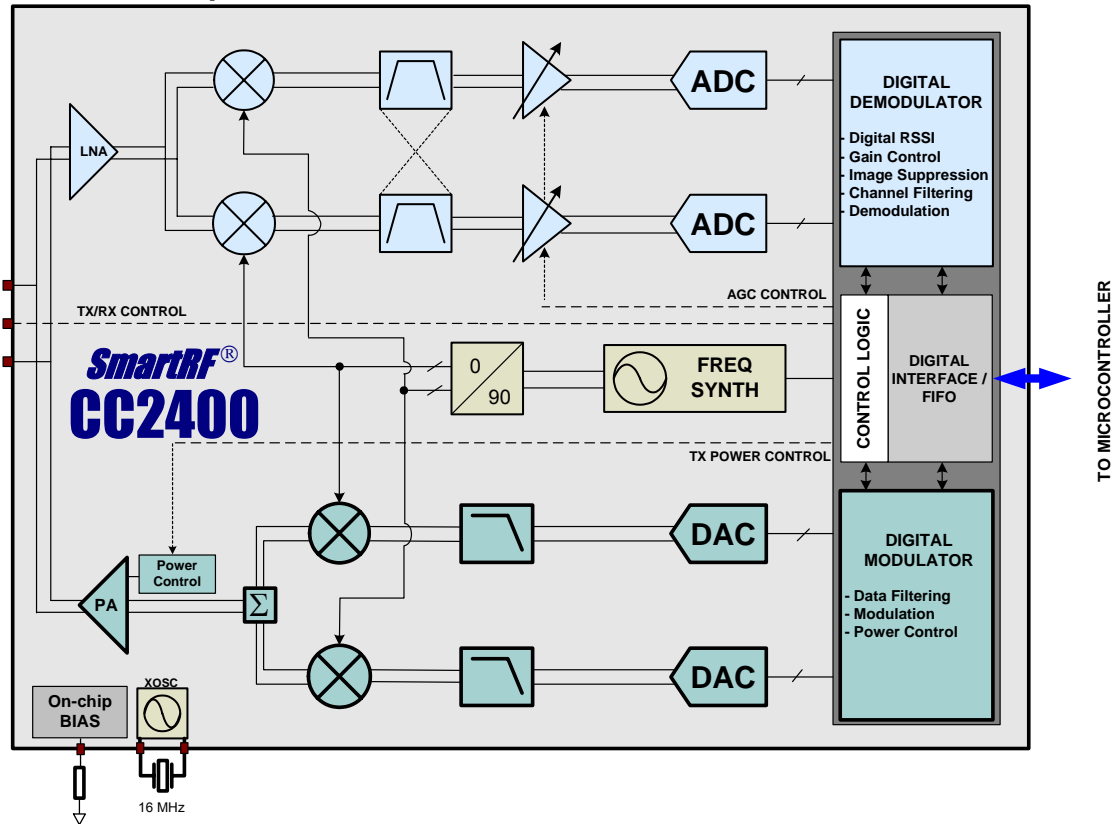 LNA
ADC
ADC
DIGITAL
DEMODULATOR
- Digital RSSI
- Gain Control
- Image Suppression
- Channel Filtering
- Demodulation
AGC CONTROL
TX/RX CONTROL
SmartRF®
CC2400
0
90
FREQ
SYNTH
CONTROL LOGIC
DIGITAL
INTERFACE /
FIFO
TO MICROCONTROLLER
TX POWER CONTROL
Power
Control
PA
Σ
DAC
DAC
DIGITAL
MODULATOR
- Data Filtering
- Modulation
- Power Control
On-chip
BIAS
XOSC
16 MHz